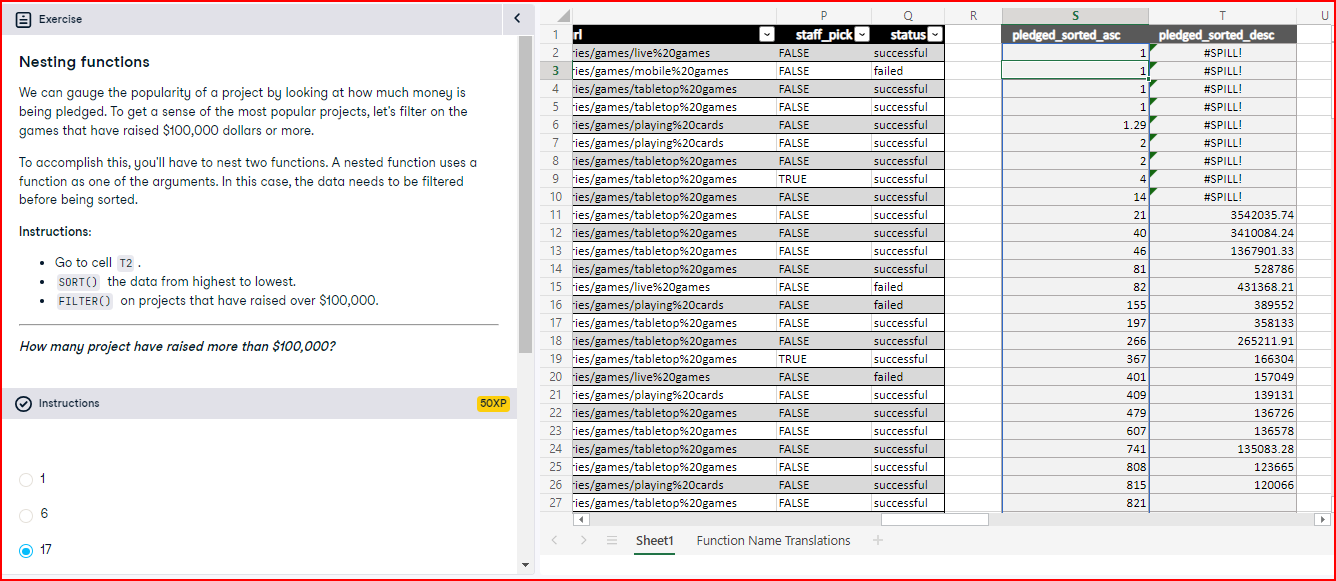 Exercise
Nesting functions
We can gauge the popularity of a project by looking at how much money is
being pledged. To get a sense of the most popular projects, let's filter on the
games that have raised $100,000 dollars or more.
To accomplish this, you'll have to nest two functions. A nested function uses a
function as one of the arguments. In this case, the data needs to be filtered
before being sorted.
Instructions:
• Go to cell T2 .
• SORT() the data from highest to lowest.
• FILTER() on projects that have raised over $100,000.
How many project have raised more than $100,000?
Instructions 50XP
1
6
17
P Q R S T U
1 rl staff_pick status pledged_sorted_asc pledged_sorted_desc
2 ries/games/live%20games FALSE successful 1 #SPILL!
3 ries/games/mobile%20games FALSE failed 1 #SPILL!
4 ries/games/tabletop%20games FALSE successful 1 #SPILL!
5 ries/games/tabletop%20games FALSE successful 1 #SPILL!
6 ries/games/playing%20cards FALSE successful 1.29 #SPILL!
7 ries/games/playing%20cards FALSE successful 2 #SPILL!
8 ries/games/tabletop%20games FALSE successful 2 #SPILL!
9 ries/games/tabletop%20games TRUE successful 4 #SPILL!
10 ries/games/tabletop%20games FALSE successful 14 #SPILL!
11 ries/games/tabletop%20games FALSE successful 21 3542035.74
12 ries/games/tabletop%20games FALSE successful 40 3410084.24
13 ries/games/tabletop%20games FALSE successful 46 1367901.33
14 ries/games/tabletop%20games FALSE successful 81 528786
15 ries/games/live%20games FALSE failed 82 431368.21
16 ries/games/playing%20cards FALSE failed 155 389552
17 ries/games/tabletop%20games FALSE successful 197 358133
18 ries/games/tabletop%20games FALSE successful 266 265211.91
19 ries/games/tabletop%20games TRUE successful 367 166304
20 ries/games/live%20games FALSE failed 401 157049
21 ries/games/playing%20cards FALSE successful 409 139131
22 ries/games/tabletop%20games FALSE successful 479 136726
23 ries/games/tabletop%20games FALSE successful 607 136578
24 ries/games/tabletop%20games FALSE successful 741 135083.28
25 ries/games/tabletop%20games FALSE successful 808 123665
26 ries/games/playing%20cards FALSE successful 815 120066
27 ries/games/tabletop%20games FALSE successful 821
Sheet1 Function Name Translations